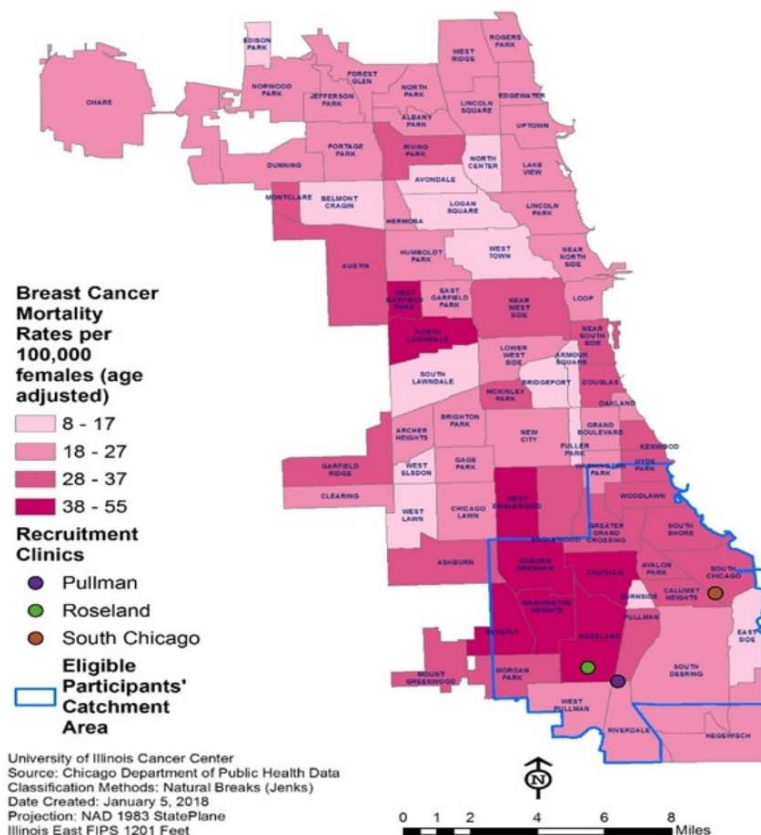 EDISON
PARK
ROGERS
PARK
WEST
RIDGE
FOREST
GLEN
OHARE
NORWOOD
PARK
JEFFERSON
PARK
NORTH
PARK
LINCOLN
SQUARE
EDGEWATER
ALBANY
PARK
UPTOWN
PORTAGE
PARK
IRVING
PARK
NORTH
CENTER
LAKE
VIEW
DUNNING
AVONDALE
MONTCLARE
BELMONT
CRAGIN
LOGAN
SQUARE
LINCOLN
PARK
HERMOSA
AUSTIN
HUMBOLDT
PARK
WEST
TOWN
NEAR
NORTH
SIDE
WEST
GARFIELD
PARK
EAST
GARFIELD
PARK
NEAR
WEST
SIDE
LOOP
NORTH
LAWNDALE
NEAR
SOUTH
SIDE
LOWER
WEST
SIDE
ARMOUR
SQUARE
SOUTH
LAWNDALE
BRIDGEPORT
DOUGLAS
MCKINLEY
PARK
OAKLAND
BRIGHTON
PARK
ARCHER
HEIGHTS
NEW
CITY
GRAND
BOULEVARD
FULLER
PARK
KENWOOD
GARFIELD
RIDGE
WEST
ELSDON
GAGE
PARK
WASHINGTON
PARK
HYDE
PARK
CLEARING
WEST
LAWN
CHICAGO
LAWN
WEST
ENGLEWOOD
WOODLAWN
ENGLEWOOD
GREATER
GRAND
CROSSING
SOUTH
SHORE
ASHBURN
AUBURN
GRESHAM
CHATHAM
AVALON
PARK
SOUTH
CHICAGO
BURNSIDE
CALUMET
HEIGHTS
WASHINGTON
HEIGHTS
BEVERLY
ROSELAND
PULLMAN
EAST
SIDE
MOUNT
GREENWOOD
MORGAN
PARK
SOUTH
DEERING
WEST
PULLMAN
RIVERDALE
HEGEWISCH
Breast Cancer
Mortality
Rates per
100,000
females (age
adjusted)
8 - 17
18 - 27
28 - 37
38 - 55
Recruitment
Clinics
Pullman
Roseland
South Chicago
Eligible
Participants'
Catchment
Area
University of Illinois Cancer Center
Source: Chicago Department of Public Health Data
Classification Methods: Natural Breaks (Jenks)
Date Created: January 5, 2018
Projection: NAD 1983 StatePlane
Illinois East FIPS 1201 Feet
N
0 1 2 4 6 8
Miles